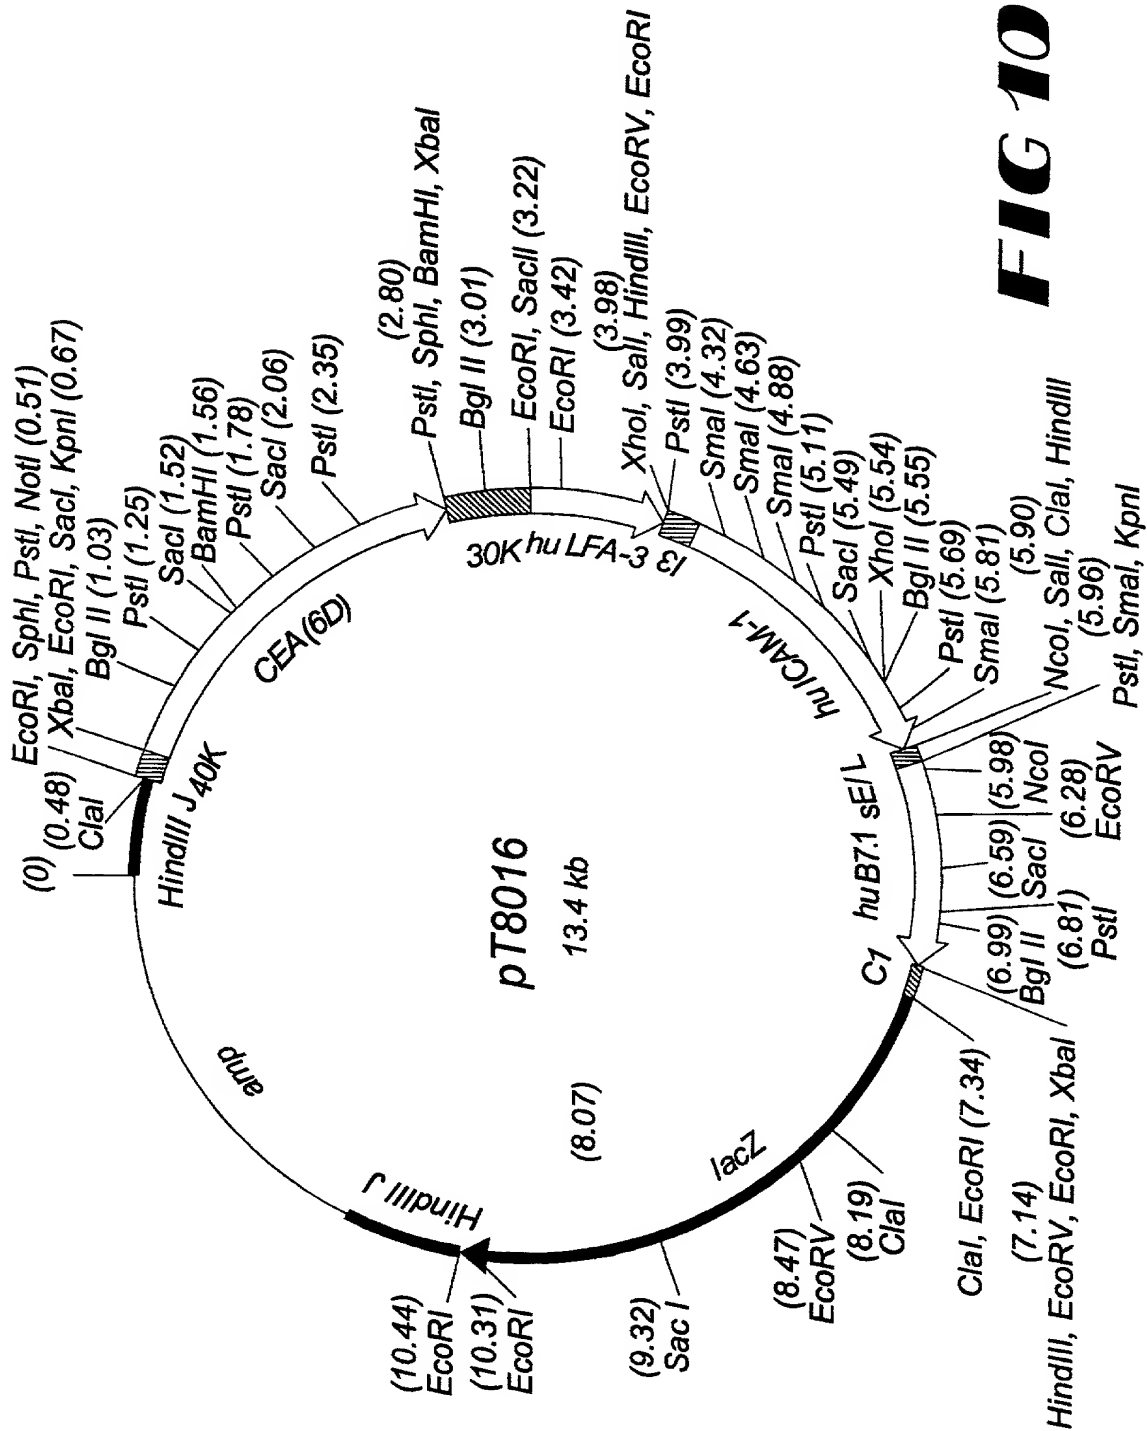 EcoRI, SphI, PstI, NotI (0.51)
XbaI, EcoRI, SacI, KpnI (0.67)
Bgl II (1.03)
PstI (1.25)
SacI (1.52)
BamHI (1.56)
PstI (1.78)
SacI (2.06)
PstI (2.35)
(2.80)
PstI, SphI, BamHI, XbaI
Bgl II (3.01)
EcoRI, SacII (3.22)
EcoRI (3.42)
(3.98)
XhoI, SalI, HindIII, EcoRV, EcoRI
PstI (3.99)
SmaI (4.32)
SmaI (4.63)
SmaI (4.88)
PstI (5.11)
SacI (5.49)
XhoI (5.54)
Bgl II (5.55)
PstI (5.69)
SmaI (5.81)
(5.90)
NcoI, SalI, ClaI, HindIII
(5.96)
PstI, SmaI, KpnI
(5.98)
NcoI
(6.28)
EcoRV
(6.59)
SacI
(6.81)
PstI
(6.99)
Bgl II
(7.14)
HindIII, EcoRV, EcoRI, XbaI
ClaI, EcoRI (7.34)
(8.19)
ClaI
(8.47)
EcoRV
(9.32)
Sac I
(10.31)
EcoRI
(10.44)
EcoRI
(0)
(0.48)
ClaI
HindIII J
40K
CEA(6D)
30K
hu LFA-3
I3
hu ICAM-1
sE/L
huB7.1
C1
lacZ
HindIII J
amp
pT8016
13.4 kb
(8.07)
FIG 10